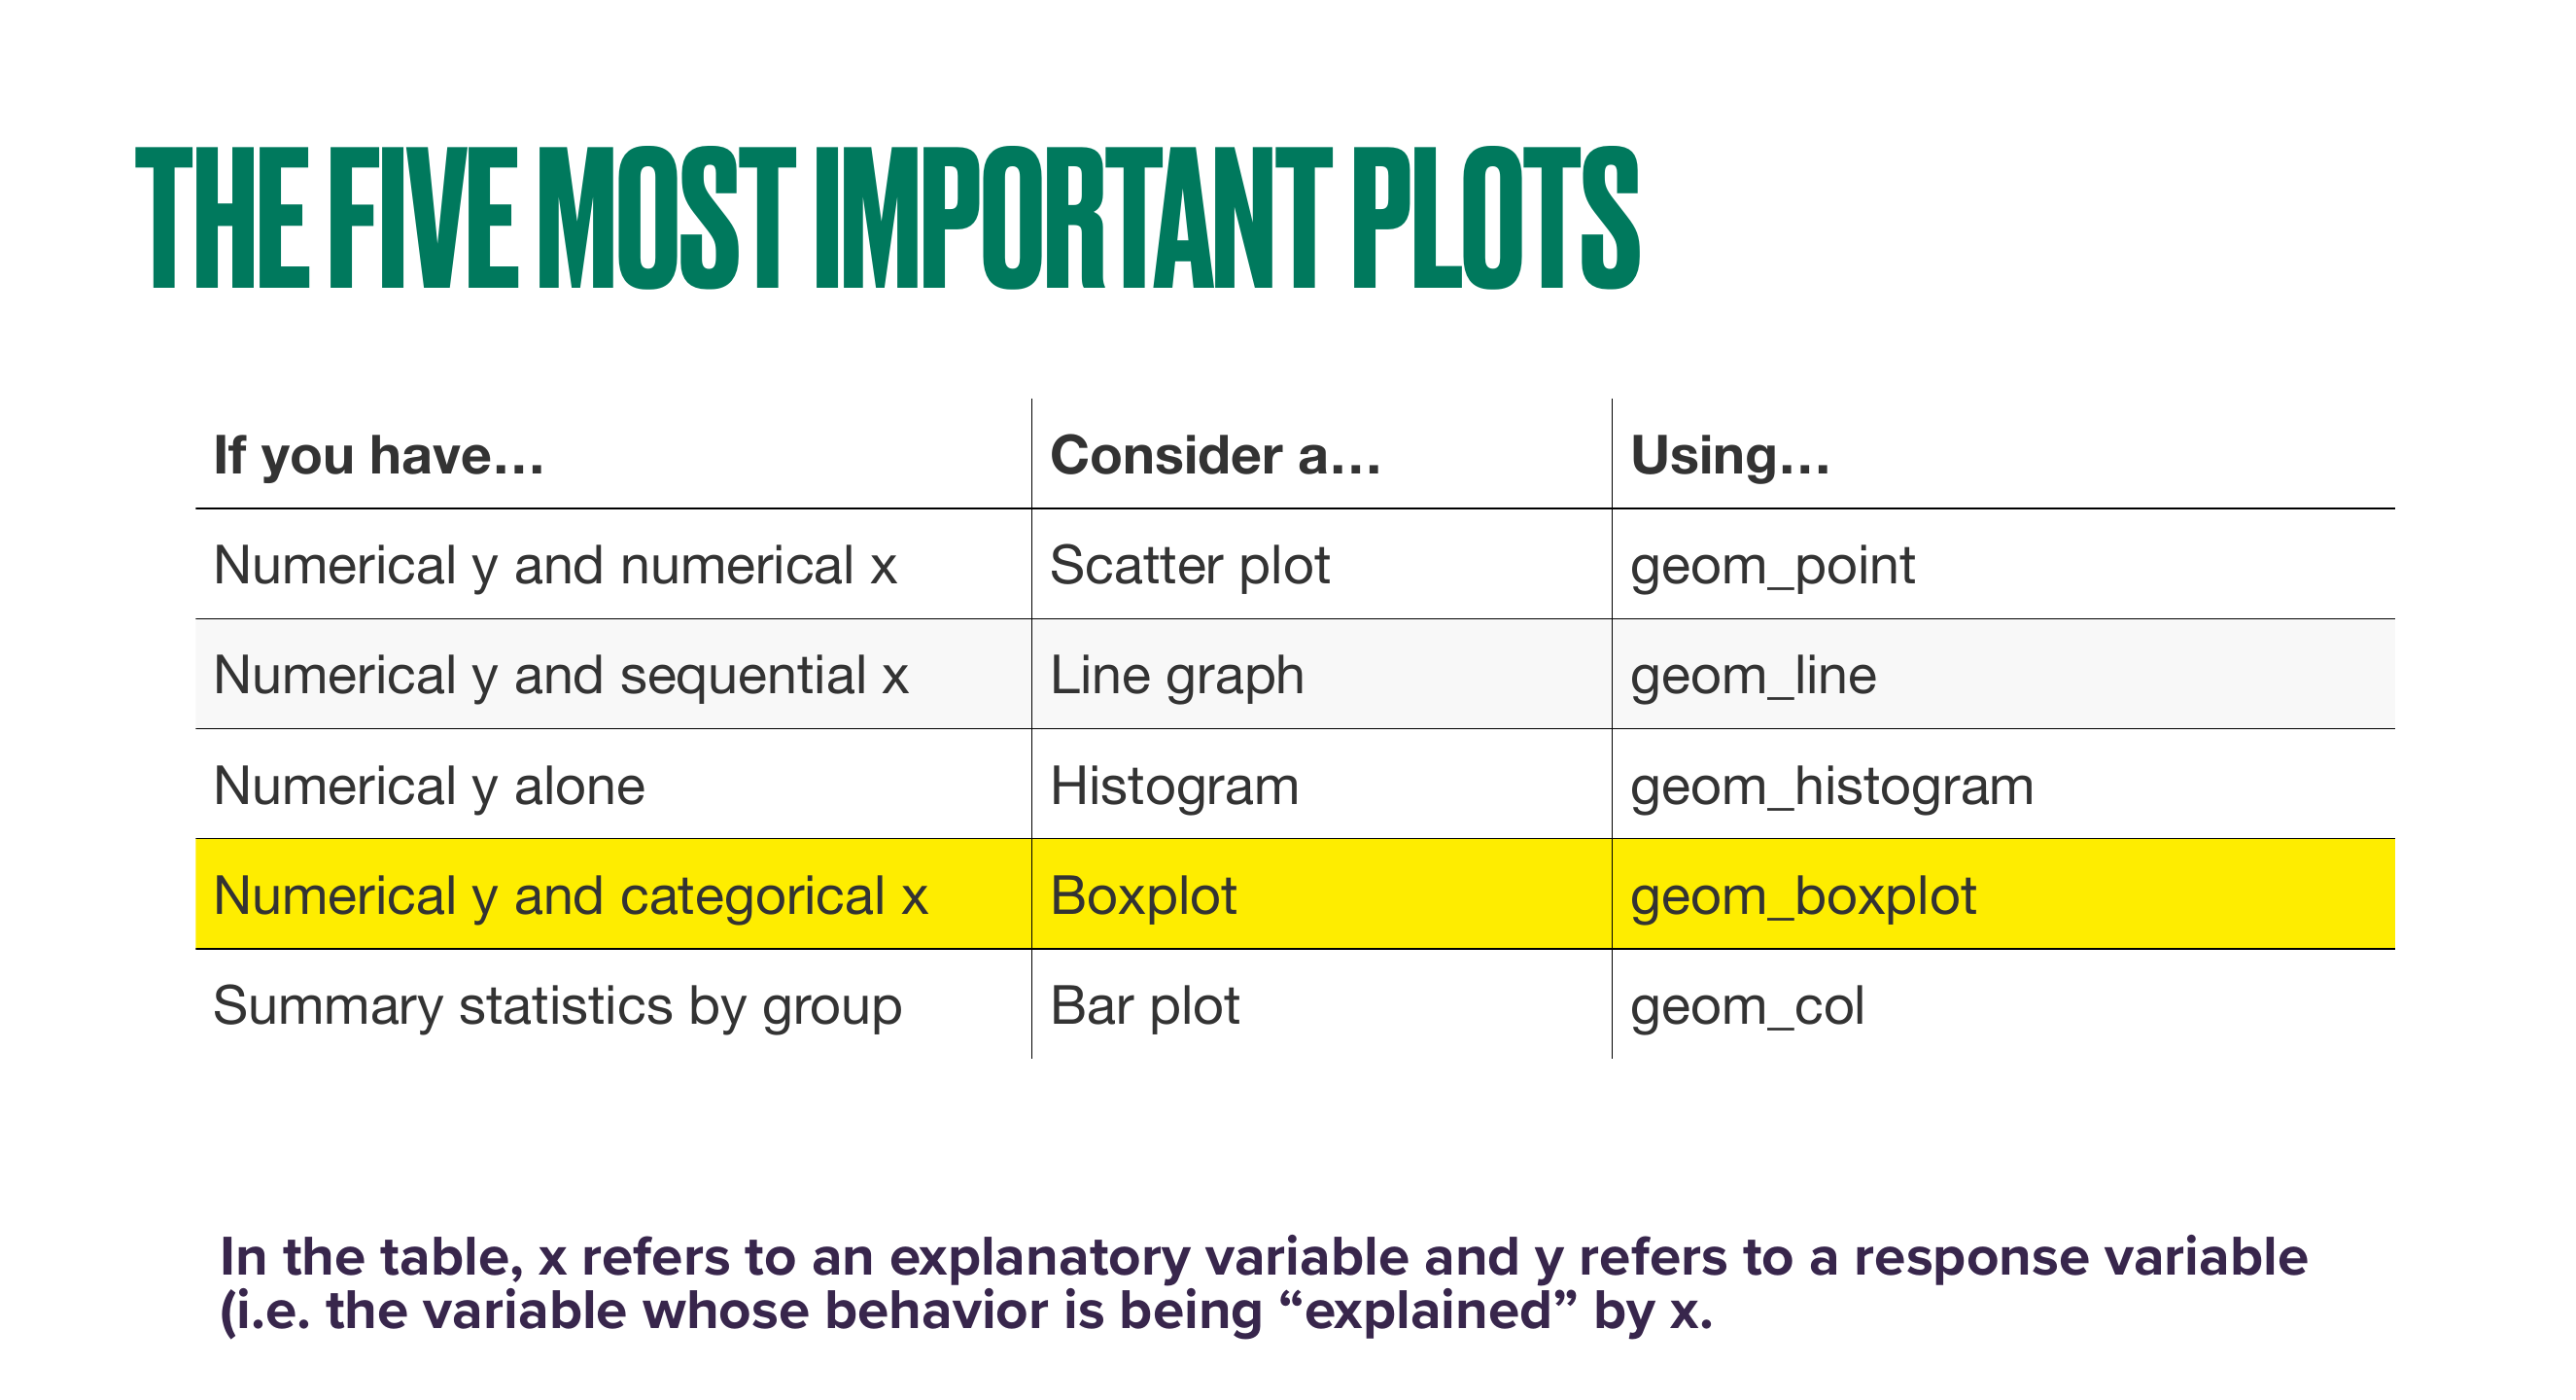 THE FIVE MOST IMPORTANT PLOTS
If you have… Consider a… Using…
Numerical y and numerical x Scatter plot geom_point
Numerical y and sequential x Line graph geom_line
Numerical y alone Histogram geom_histogram
Numerical y and categorical x Boxplot geom_boxplot
Summary statistics by group Bar plot geom_col
In the table, x refers to an explanatory variable and y refers to a response variable
(i.e. the variable whose behavior is being “explained” by x.